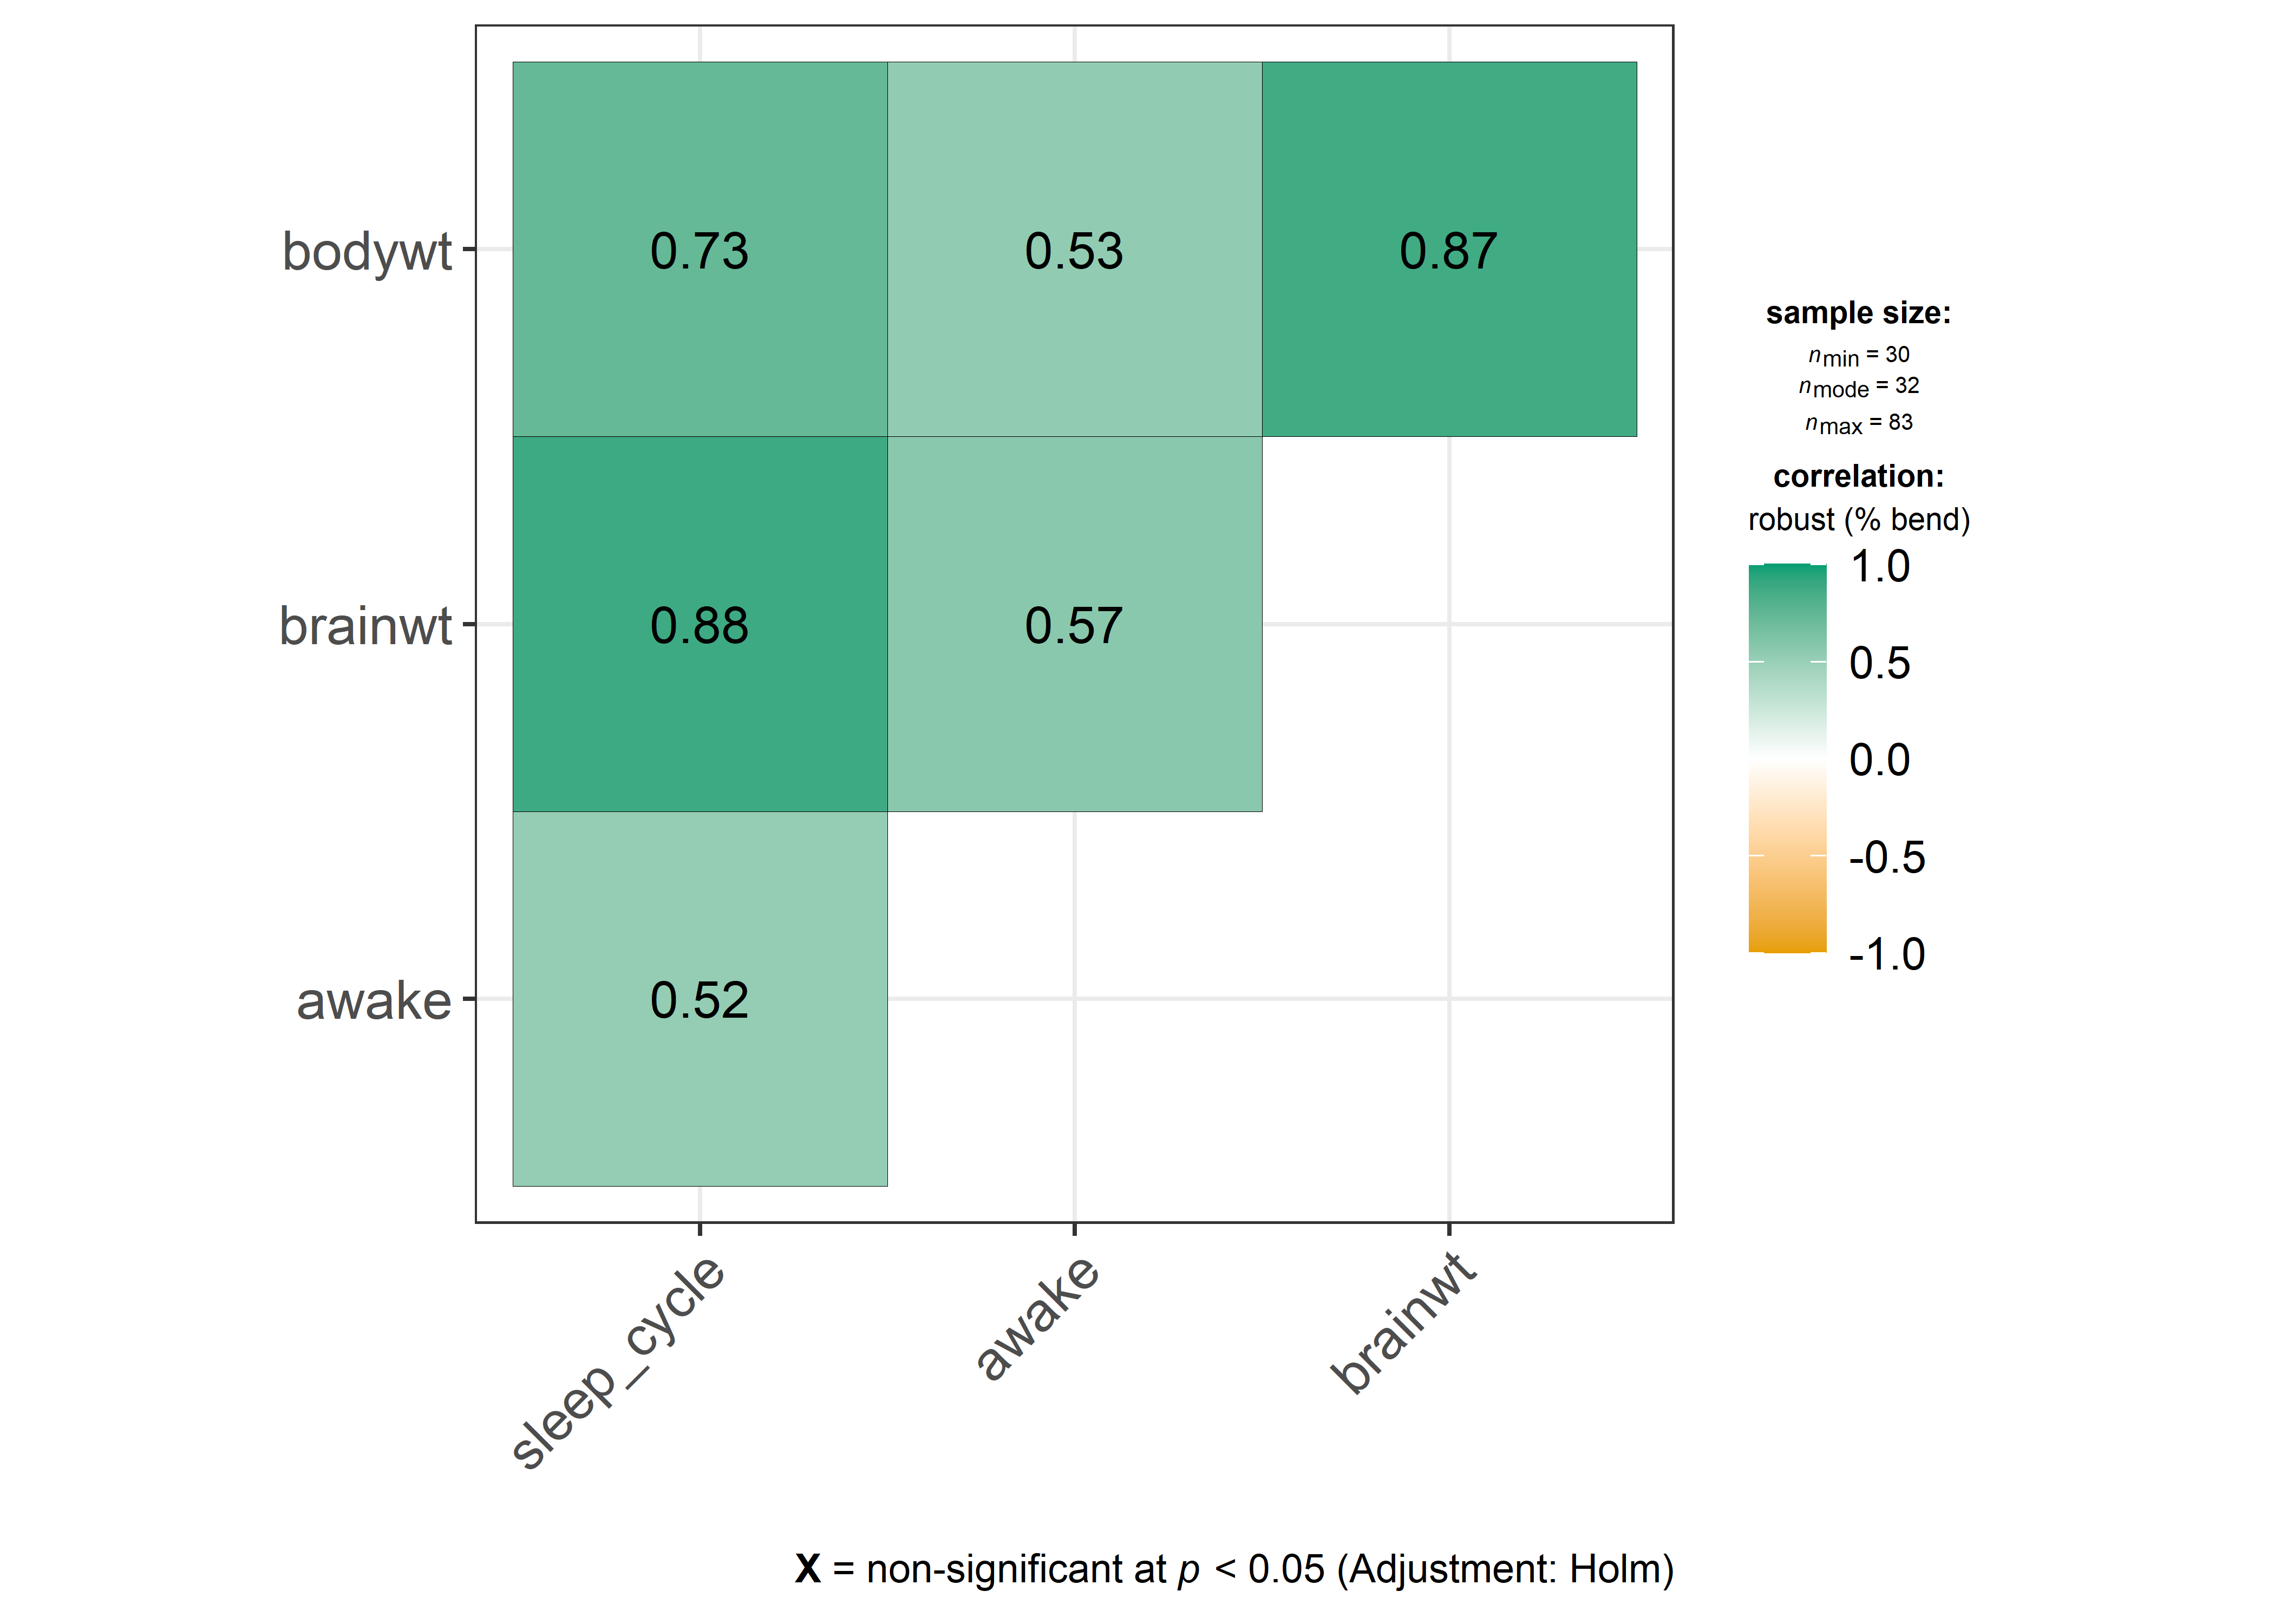 bodywt
0.73 0.53 0.87
brainwt
0.88 0.57
awake
0.52
sleep_cycle
awake
brainwt
sample size:
nmin = 30
nmode = 32
nmax = 83
correlation:
robust (% bend)
1.0
0.5
0.0
-0.5
-1.0
X = non-significant at p < 0.05 (Adjustment: Holm)